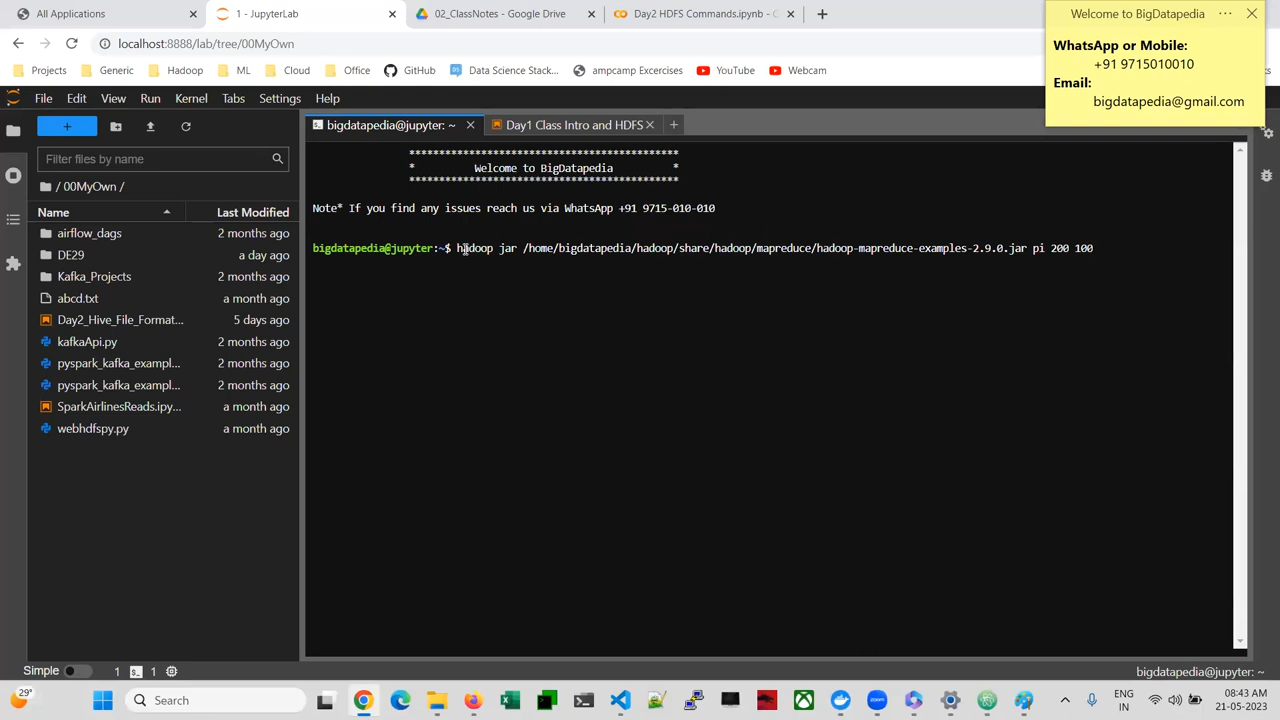 All Applications
1 - JupyterLab
02_ClassNotes - Google Drive
Day2 HDFS Commands.ipynb - C
localhost:8888/lab/tree/00MyOwn
Projects
Generic
Hadoop
ML
Cloud
Office
GitHub
Data Science Stack...
ampcamp Excercises
YouTube
Webcam
Welcome to BigDatapedia
WhatsApp or Mobile:
+91 9715010010
Email:
bigdatapedia@gmail.com
File Edit View Run Kernel Tabs Settings Help
Filter files by name
/ 00MyOwn /
Name Last Modified
airflow_dags 2 months ago
DE29 a day ago
Kafka_Projects 2 months ago
abcd.txt a month ago
Day2_Hive_File_Format... 5 days ago
kafkaApi.py 2 months ago
pyspark_kafka_exampl... 2 months ago
pyspark_kafka_exampl... 2 months ago
SparkAirlinesReads.ipy... a month ago
webhdfspy.py a month ago
bigdatapedia@jupyter: ~
Day1 Class Intro and HDFS
*********************************************
* Welcome to BigDatapedia *
*********************************************
Note* If you find any issues reach us via WhatsApp +91 9715-010-010
bigdatapedia@jupyter:~$ hadoop jar /home/bigdatapedia/hadoop/share/hadoop/mapreduce/hadoop-mapreduce-examples-2.9.0.jar pi 200 100
Simple 1 1
bigdatapedia@jupyter: ~
29°
Search
ENG
IN
08:43 AM
21-05-2023